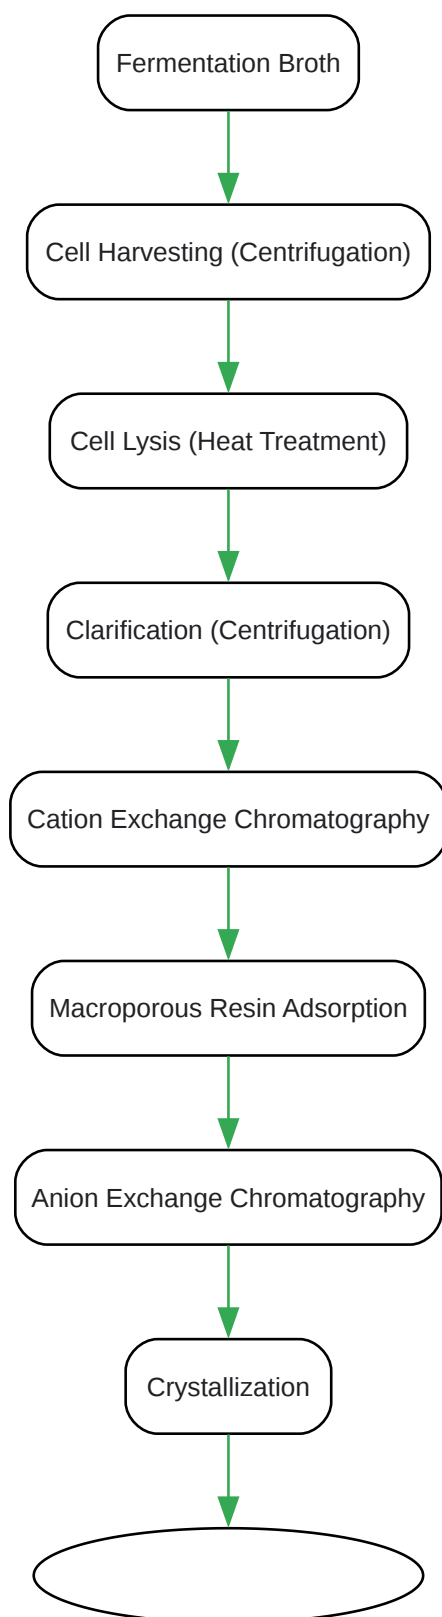 Fermentation Broth
Cell Harvesting (Centrifugation)
Cell Lysis (Heat Treatment)
Clarification (Centrifugation)
Cation Exchange Chromatography
Macroporous Resin Adsorption
Anion Exchange Chromatography
Crystallization